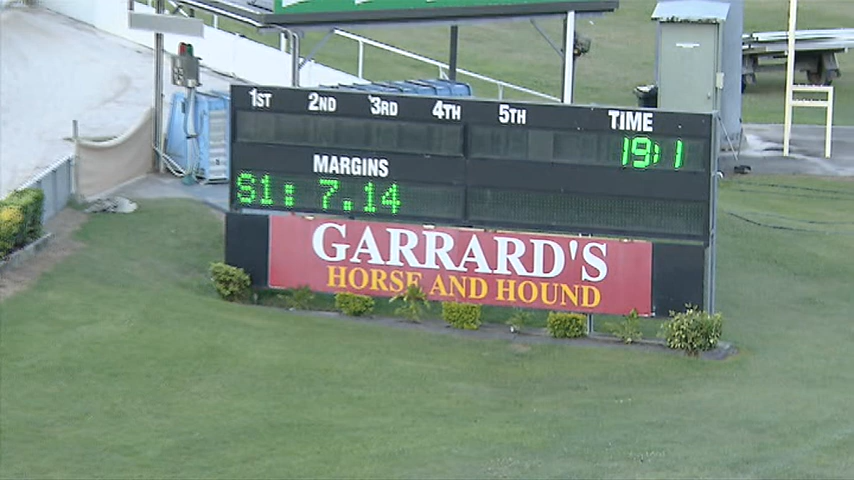 1ST 2ND 3RD 4TH 5TH TIME
19:1
MARGINS
S1: 7.14
GARRARD'S
HORSE AND HOUND